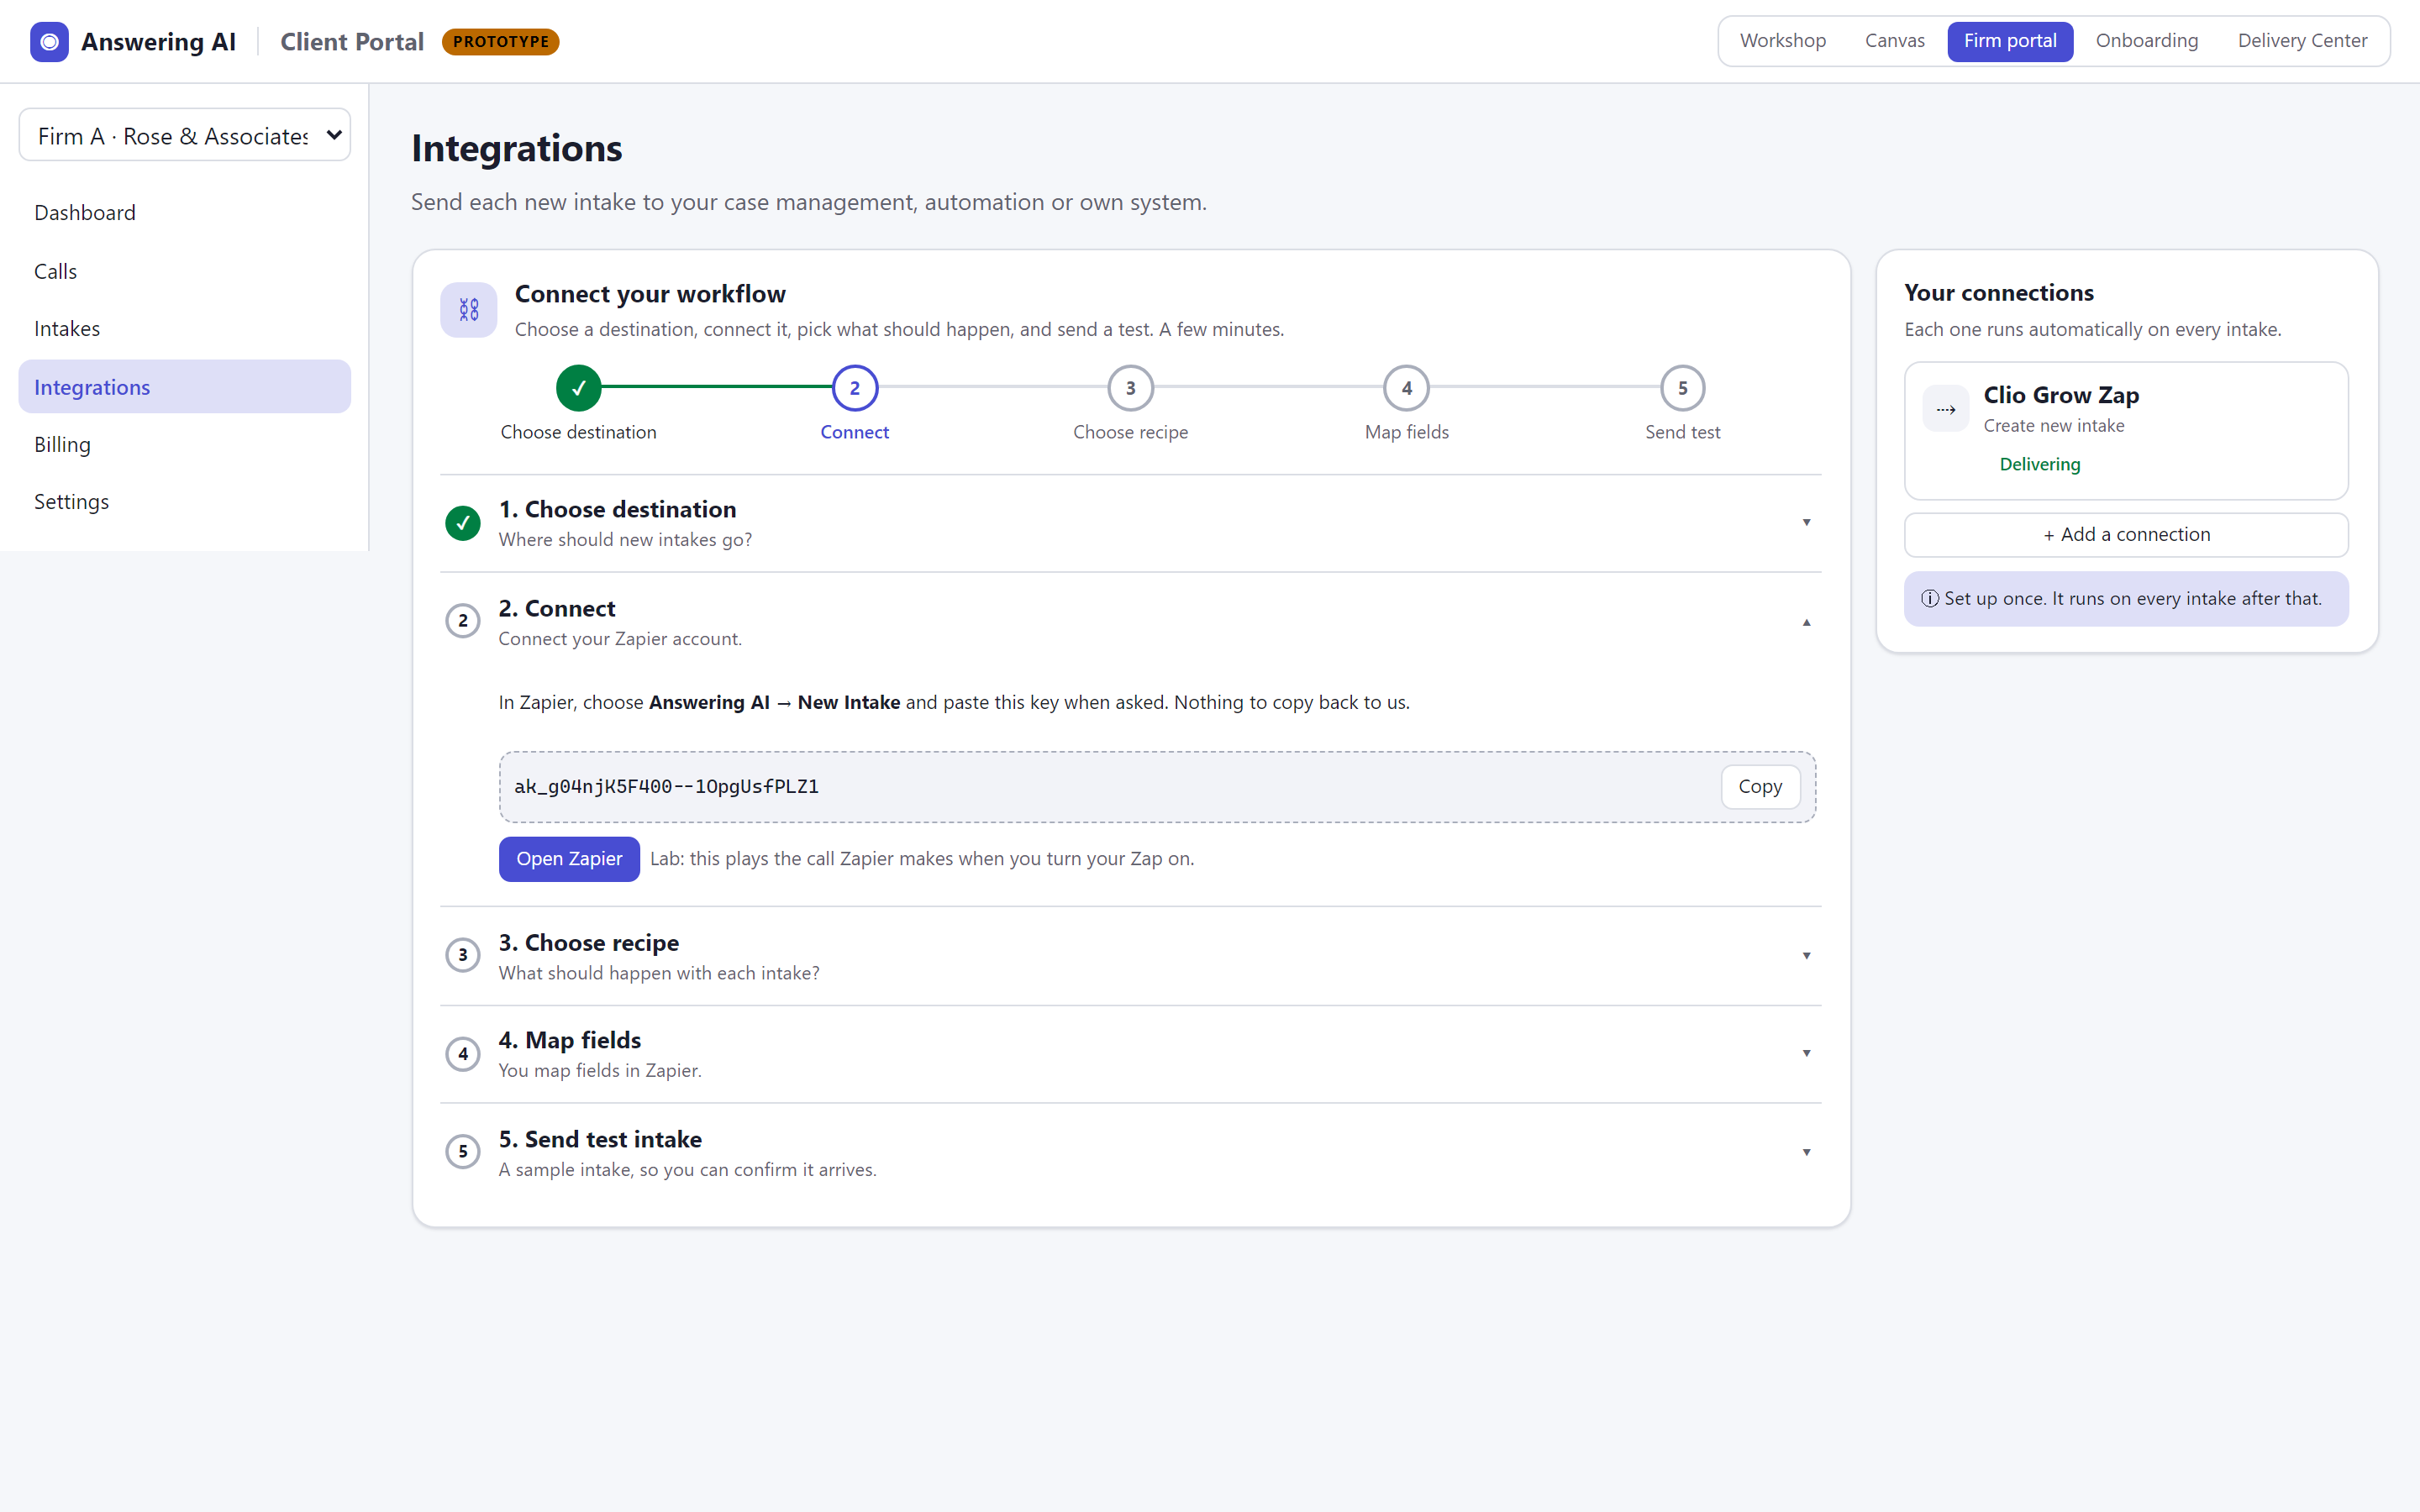 Answering AI
Client Portal
PROTOTYPE
Workshop
Canvas
Firm portal
Onboarding
Delivery Center
Firm A · Rose & Associates
Dashboard
Calls
Intakes
Integrations
Billing
Settings
Integrations
Send each new intake to your case management, automation or own system.
Connect your workflow
Choose a destination, connect it, pick what should happen, and send a test. A few minutes.
✓
2
3
4
5
Choose destination
Connect
Choose recipe
Map fields
Send test
✓
1. Choose destination
Where should new intakes go?
2
2. Connect
Connect your Zapier account.
In Zapier, choose Answering AI → New Intake and paste this key when asked. Nothing to copy back to us.
ak_g04njK5F400--1OpgUsfPLZ1
Copy
Open Zapier
Lab: this plays the call Zapier makes when you turn your Zap on.
3
3. Choose recipe
What should happen with each intake?
4
4. Map fields
You map fields in Zapier.
5
5. Send test intake
A sample intake, so you can confirm it arrives.
Your connections
Each one runs automatically on every intake.
Clio Grow Zap
Create new intake
Delivering
+ Add a connection
ⓘ Set up once. It runs on every intake after that.